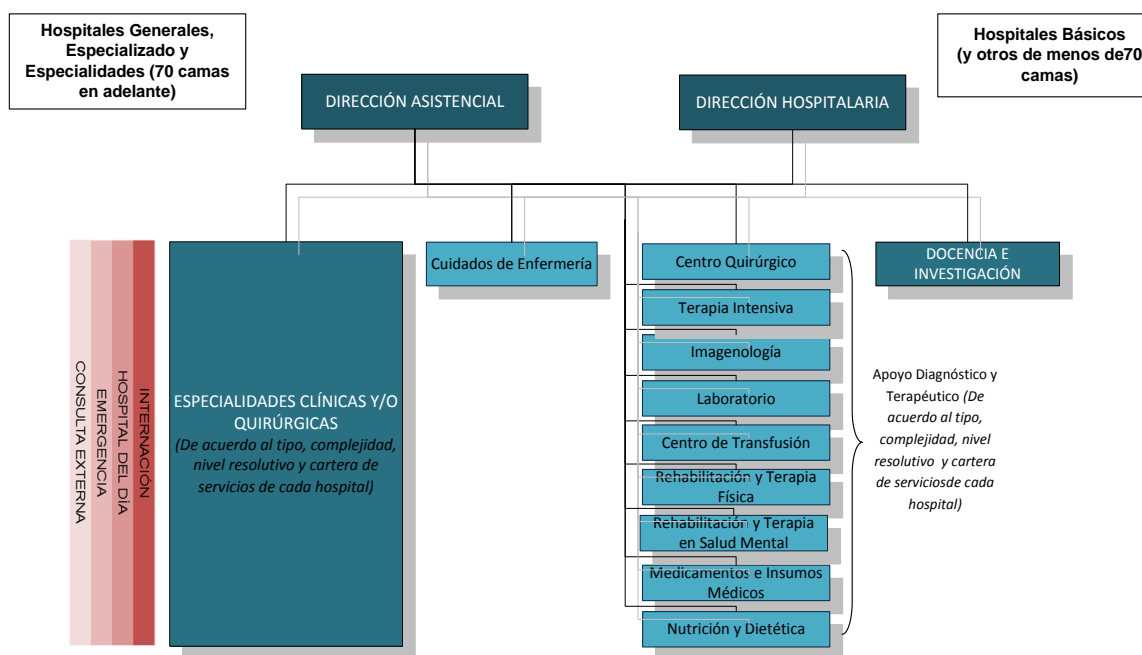 Hospitales Generales,
Especializado y
Especialidades (70 camas
en adelante)
Hospitales Básicos
(y otros de menos de70
camas)
DIRECCIÓN ASISTENCIAL
DIRECCIÓN HOSPITALARIA
CONSULTA EXTERNA
EMERGENCIA
HOSPITAL DEL DÍA
INTERNACIÓN
ESPECIALIDADES CLÍNICAS Y/O
QUIRÚRGICAS
(De acuerdo al tipo, complejidad,
nivel resolutivo y cartera de
servicios de cada hospital)
Cuidados de Enfermería
Centro Quirúrgico
Terapia Intensiva
Imagenología
Laboratorio
Centro de Transfusión
Rehabilitación y Terapia
Física
Rehabilitación y Terapia
en Salud Mental
Medicamentos e Insumos
Médicos
Nutrición y Dietética
DOCENCIA E
INVESTIGACIÓN
Apoyo Diagnóstico y
Terapéutico (De
acuerdo al tipo,
complejidad, nivel
resolutivo y cartera
de serviciosde cada
hospital)